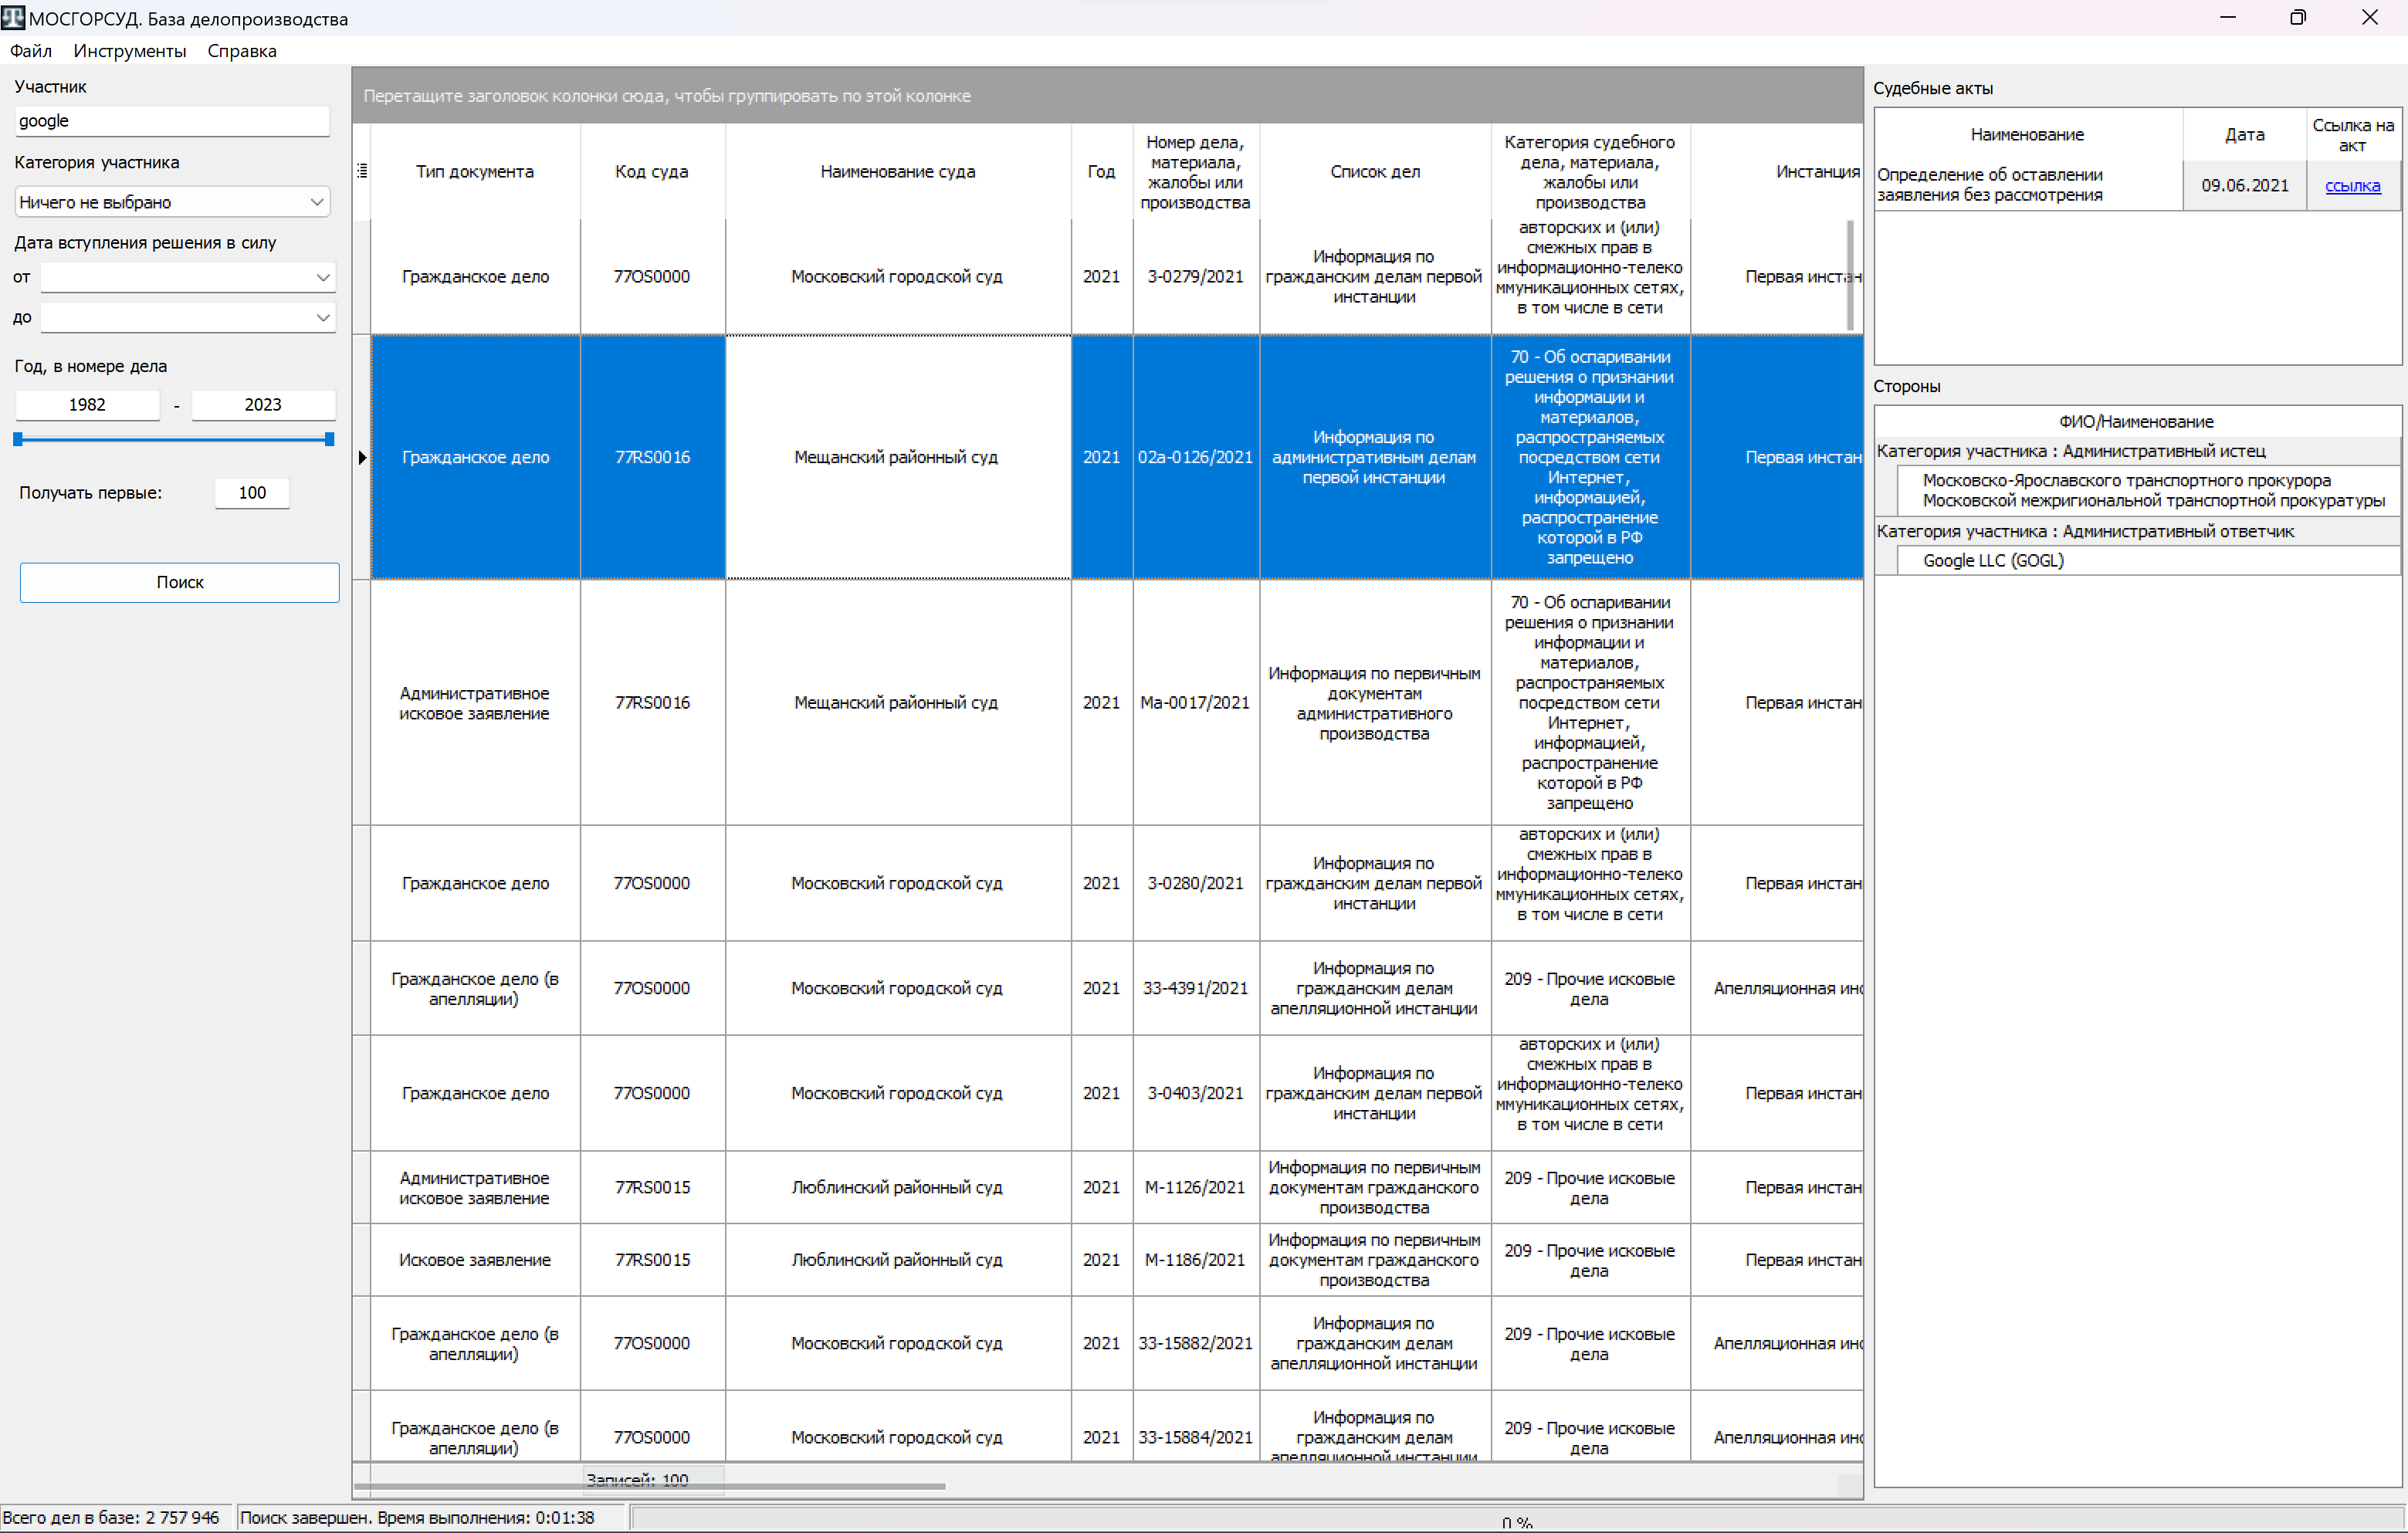 МОСГОРСУД. База делопроизводства
Файл Инструменты Справка
Участник
google
Категория участника
Ничего не выбрано
Дата вступления решения в силу
от
до
Год, в номере дела
1982 - 2023
Получать первые: 100
Поиск
Перетащите заголовок колонки сюда, чтобы группировать по этой колонке
Тип документа
Код суда
Наименование суда
Год
Номер дела,
материала,
жалобы или
производства
Список дел
Категория судебного
дела, материала,
жалобы или
производства
Инстанция
Гражданское дело
77OS0000
Московский городской суд
2021
3-0279/2021
Информация по
гражданским делам первой
инстанции
авторских и (или)
смежных прав в
информационно-телеко
ммуникационных сетях,
в том числе в сети
Первая инстан
Гражданское дело
77RS0016
Мещанский районный суд
2021
02а-0126/2021
Информация по
административным делам
первой инстанции
70 - Об оспаривании
решения о признании
информации и
материалов,
распространяемых
посредством сети
Интернет,
информацией,
распространение
которой в РФ
запрещено
Первая инстан
Административное
исковое заявление
77RS0016
Мещанский районный суд
2021
Ма-0017/2021
Информация по первичным
документам
административного
производства
70 - Об оспаривании
решения о признании
информации и
материалов,
распространяемых
посредством сети
Интернет,
информацией,
распространение
которой в РФ
запрещено
Первая инстан
Гражданское дело
77OS0000
Московский городской суд
2021
3-0280/2021
Информация по
гражданским делам первой
инстанции
авторских и (или)
смежных прав в
информационно-телеко
ммуникационных сетях,
в том числе в сети
Первая инстан
Гражданское дело (в
апелляции)
77OS0000
Московский городской суд
2021
33-4391/2021
Информация по
гражданским делам
апелляционной инстанции
209 - Прочие исковые
дела
Апелляционная инс
Гражданское дело
77OS0000
Московский городской суд
2021
3-0403/2021
Информация по
гражданским делам первой
инстанции
авторских и (или)
смежных прав в
информационно-телеко
ммуникационных сетях,
в том числе в сети
Первая инстан
Административное
исковое заявление
77RS0015
Люблинский районный суд
2021
М-1126/2021
Информация по первичным
документам гражданского
производства
209 - Прочие исковые
дела
Первая инстан
Исковое заявление
77RS0015
Люблинский районный суд
2021
М-1186/2021
Информация по первичным
документам гражданского
производства
209 - Прочие исковые
дела
Первая инстан
Гражданское дело (в
апелляции)
77OS0000
Московский городской суд
2021
33-15882/2021
Информация по
гражданским делам
апелляционной инстанции
209 - Прочие исковые
дела
Апелляционная инс
Гражданское дело (в
апелляции)
77OS0000
Московский городской суд
2021
33-15884/2021
Информация по
гражданским делам
апелляционной инстанции
209 - Прочие исковые
дела
Апелляционная инс
Записей: 100
Судебные акты
Наименование
Дата
Ссылка на
акт
Определение об оставлении
заявления без рассмотрения
09.06.2021
ссылка
Стороны
ФИО/Наименование
Категория участника : Административный истец
Московско-Ярославского транспортного прокурора
Московской межригиональной транспортной прокуратуры
Категория участника : Административный ответчик
Google LLC (GOGL)
Всего дел в базе: 2 757 946
Поиск завершен. Время выполнения: 0:01:38
0 %